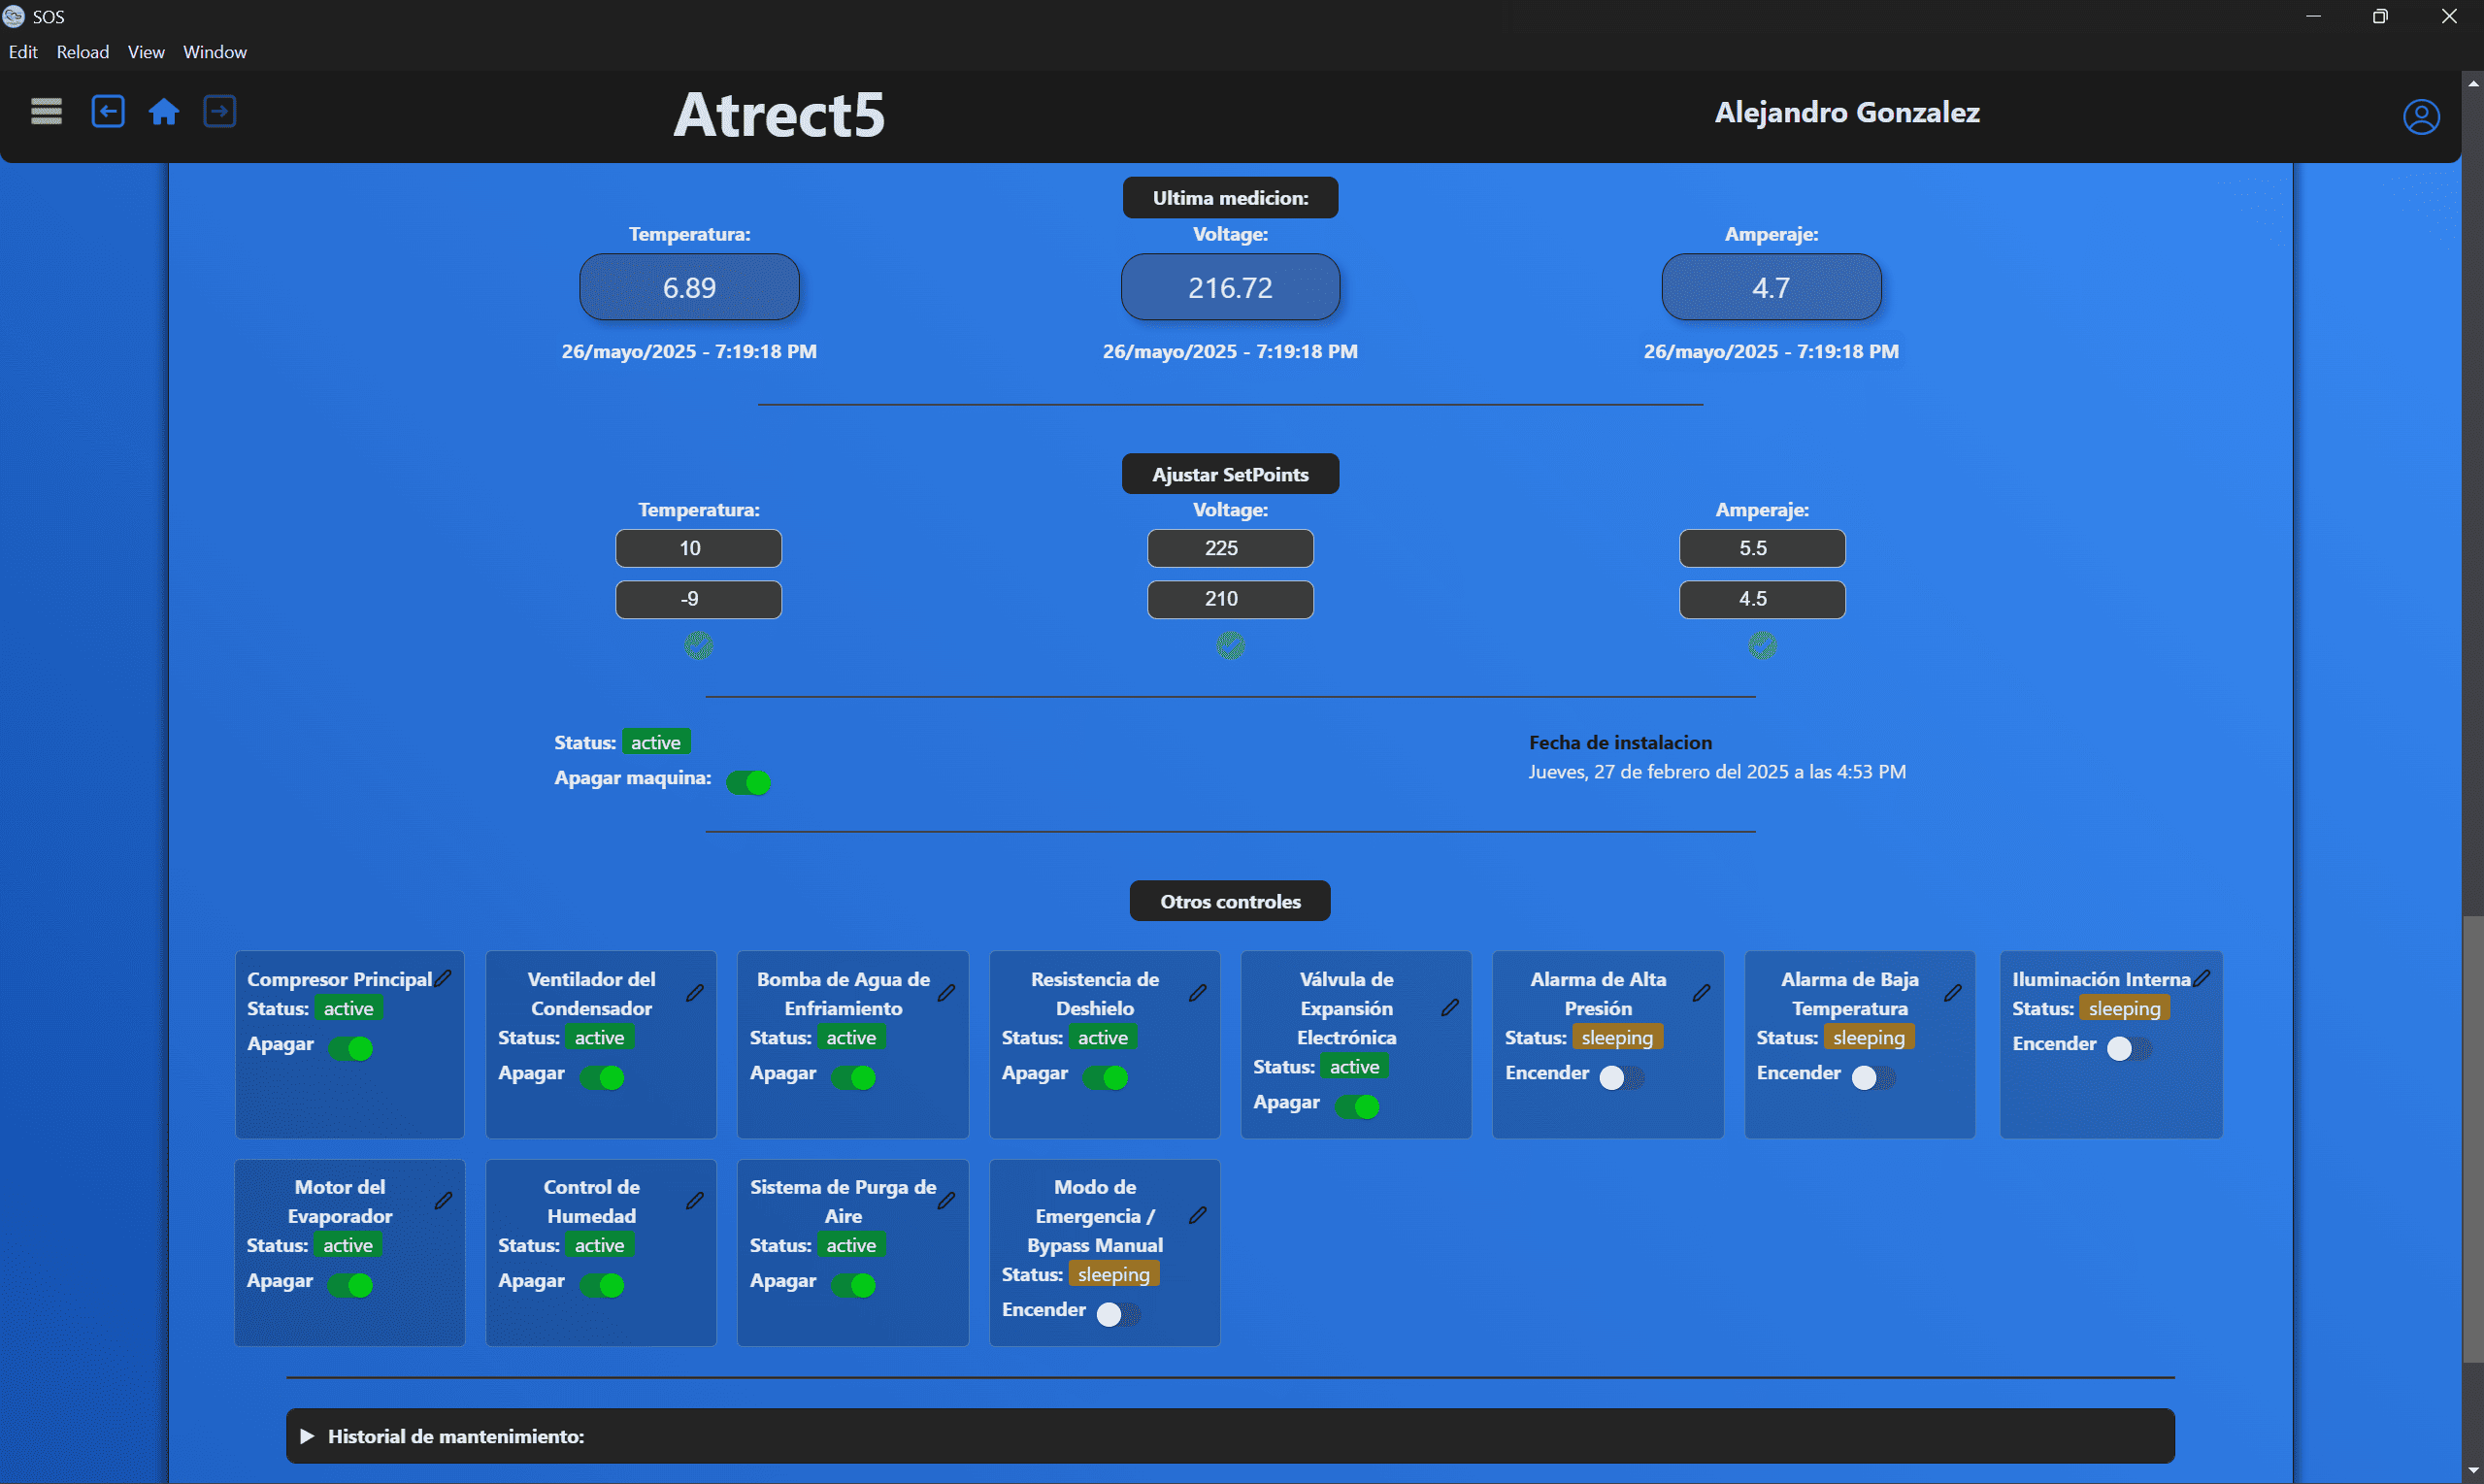 SOS
Edit Reload View Window
Atrect5
Alejandro Gonzalez
Ultima medicion:
Temperatura: Voltage: Amperaje:
6.89 216.72 4.7
26/mayo/2025 - 7:19:18 PM 26/mayo/2025 - 7:19:18 PM 26/mayo/2025 - 7:19:18 PM
Ajustar SetPoints
Temperatura: Voltage: Amperaje:
10 225 5.5
-9 210 4.5
Status: active
Apagar maquina:
Fecha de instalacion
Jueves, 27 de febrero del 2025 a las 4:53 PM
Otros controles
Compresor Principal
Status: active
Apagar
Ventilador del
Condensador
Status: active
Apagar
Bomba de Agua de
Enfriamiento
Status: active
Apagar
Resistencia de
Deshielo
Status: active
Apagar
Válvula de
Expansión
Electrónica
Status: active
Apagar
Alarma de Alta
Presión
Status: sleeping
Encender
Alarma de Baja
Temperatura
Status: sleeping
Encender
Iluminación Interna
Status: sleeping
Encender
Motor del
Evaporador
Status: active
Apagar
Control de
Humedad
Status: active
Apagar
Sistema de Purga de
Aire
Status: active
Apagar
Modo de
Emergencia /
Bypass Manual
Status: sleeping
Encender
Historial de mantenimiento: